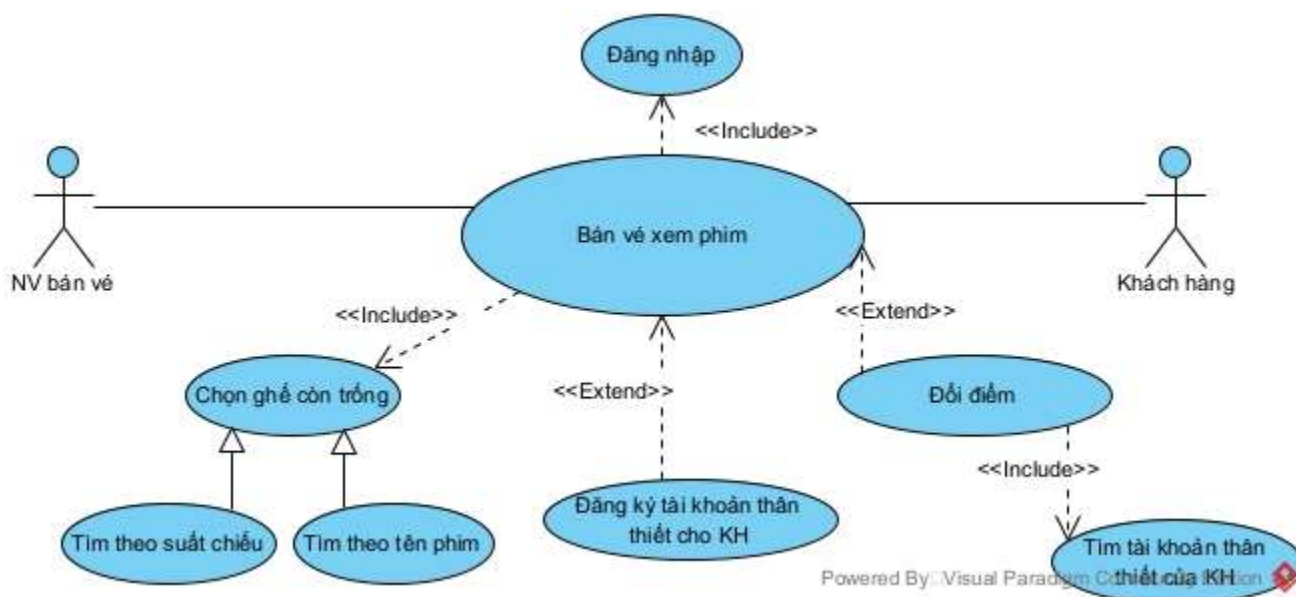 Đăng nhập
<<Include>>
Bán vé xem phim
NV bán vé
Khách hàng
<<Include>>
<<Extend>>
Chọn ghế còn trống
<<Extend>>
Đổi điểm
<<Include>>
Tìm theo suất chiếu
Tìm theo tên phim
Đăng ký tài khoản thân
thiết cho KH
Tìm tài khoản thân
thiết của KH
Powered By Visual Paradigm